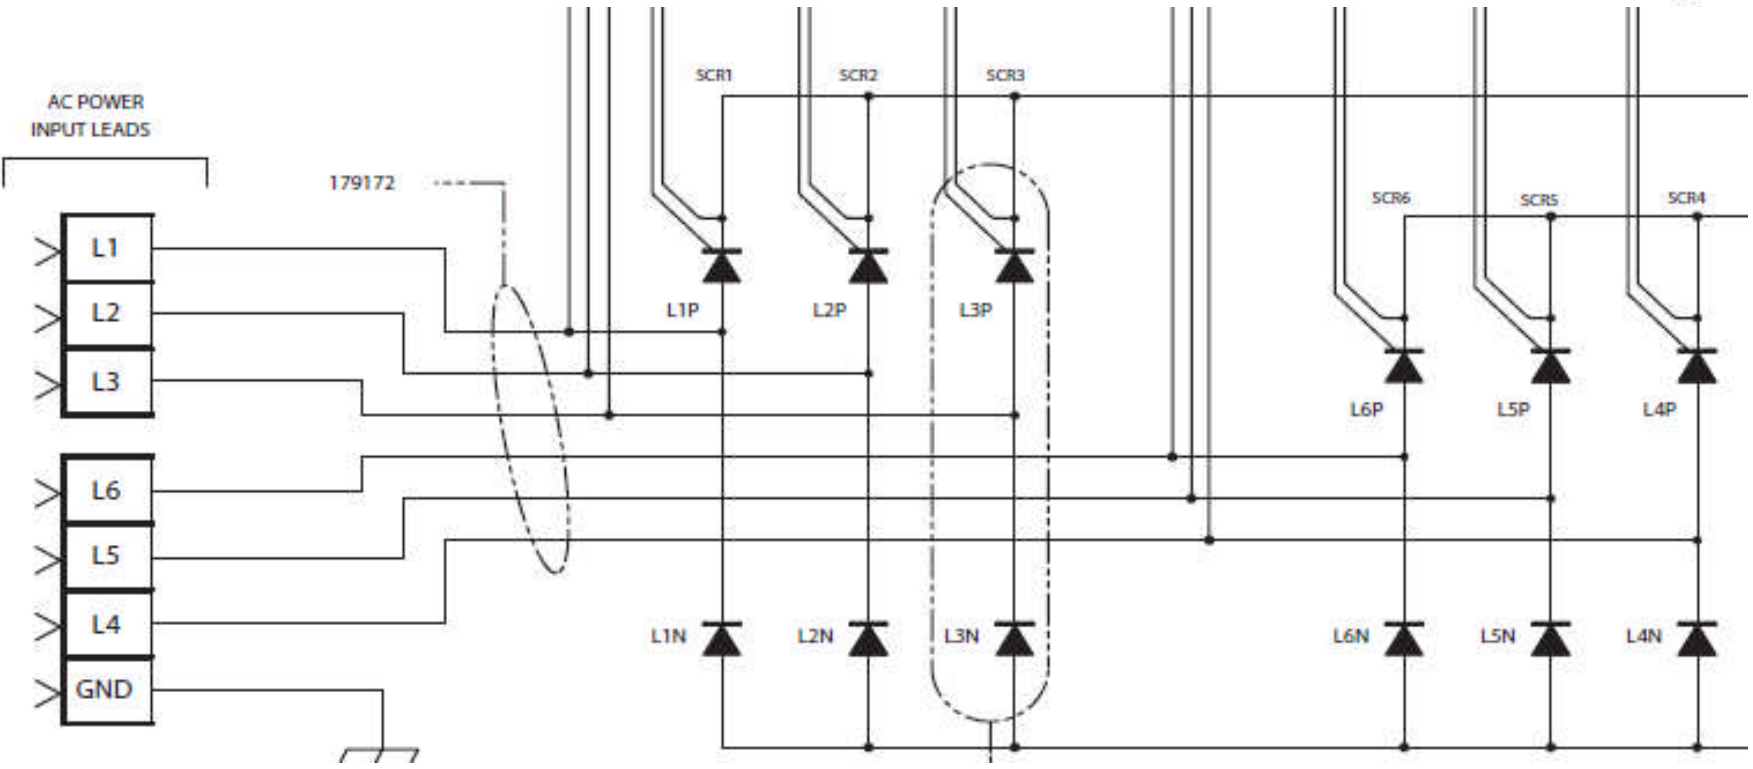 SCR1
SCR2
SCR3
AC POWER
INPUT LEADS
179172
SCR6
SCR5
SCR4
L1
L2
L3
L1P
L2P
L3P
L6P
L5P
L4P
L6
L5
L4
GND
L1N
L2N
L3N
L6N
L5N
L4N